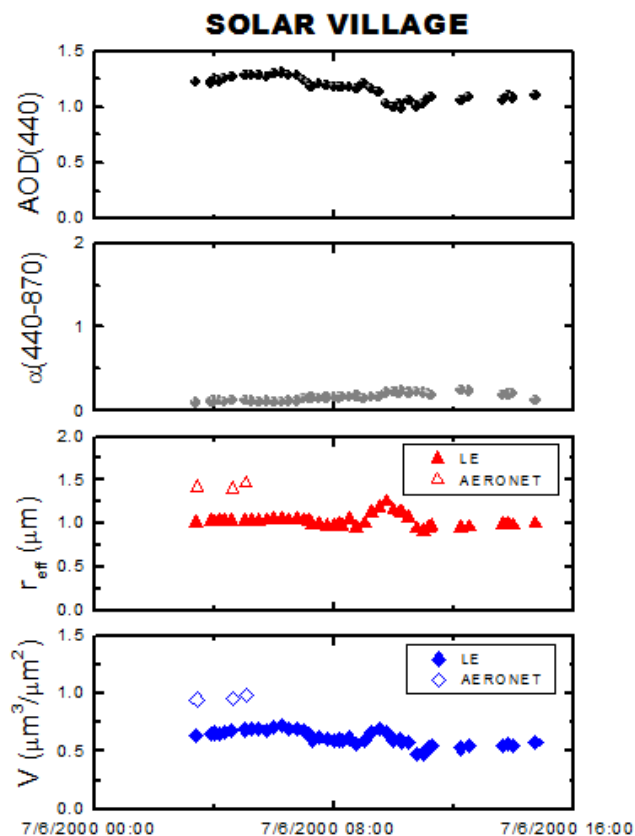 SOLAR VILLAGE
1.5
1.0
0.5
0.0
AOD(440)
2
1
0
α(440-870)
2.0
1.5
1.0
0.5
0.0
r_eff (μm)
LE
AERONET
1.5
1.0
0.5
0.0
V (μm³/μm²)
LE
AERONET
7/6/2000 00:00 7/6/2000 08:00 7/6/2000 16:00